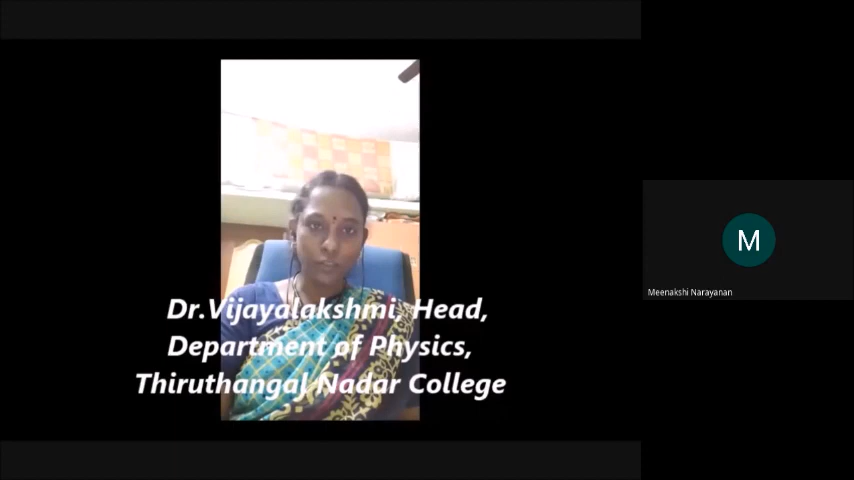 Dr.Vijayalakshmi, Head,
Department of Physics,
Thiruthangal Nadar College
M
Meenakshi Narayanan